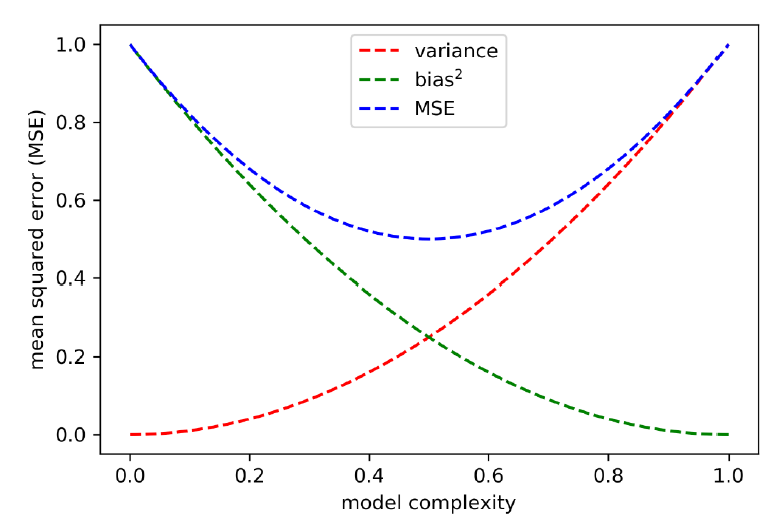 mean squared error (MSE)
1.0
0.8
0.6
0.4
0.2
0.0
variance
bias²
MSE
0.0 0.2 0.4 0.6 0.8 1.0
model complexity